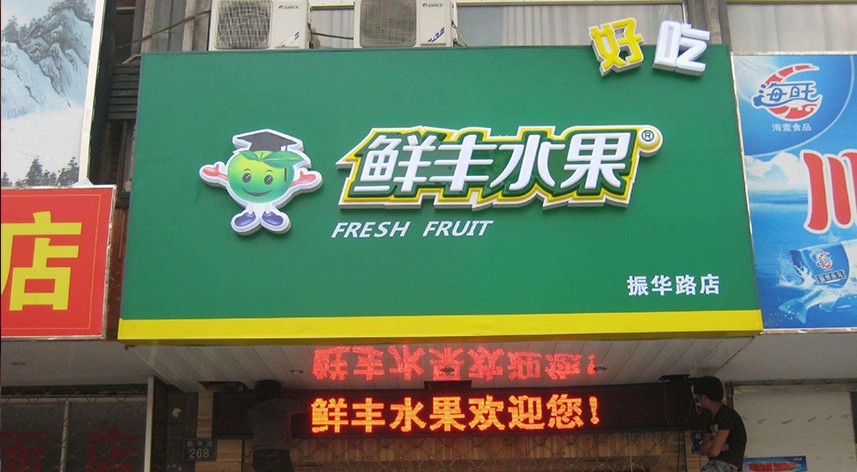 好吃
鲜丰水果®
FRESH FRUIT
振华路店
海旺
海壹食品
川
店
鲜丰水果欢迎您！
268